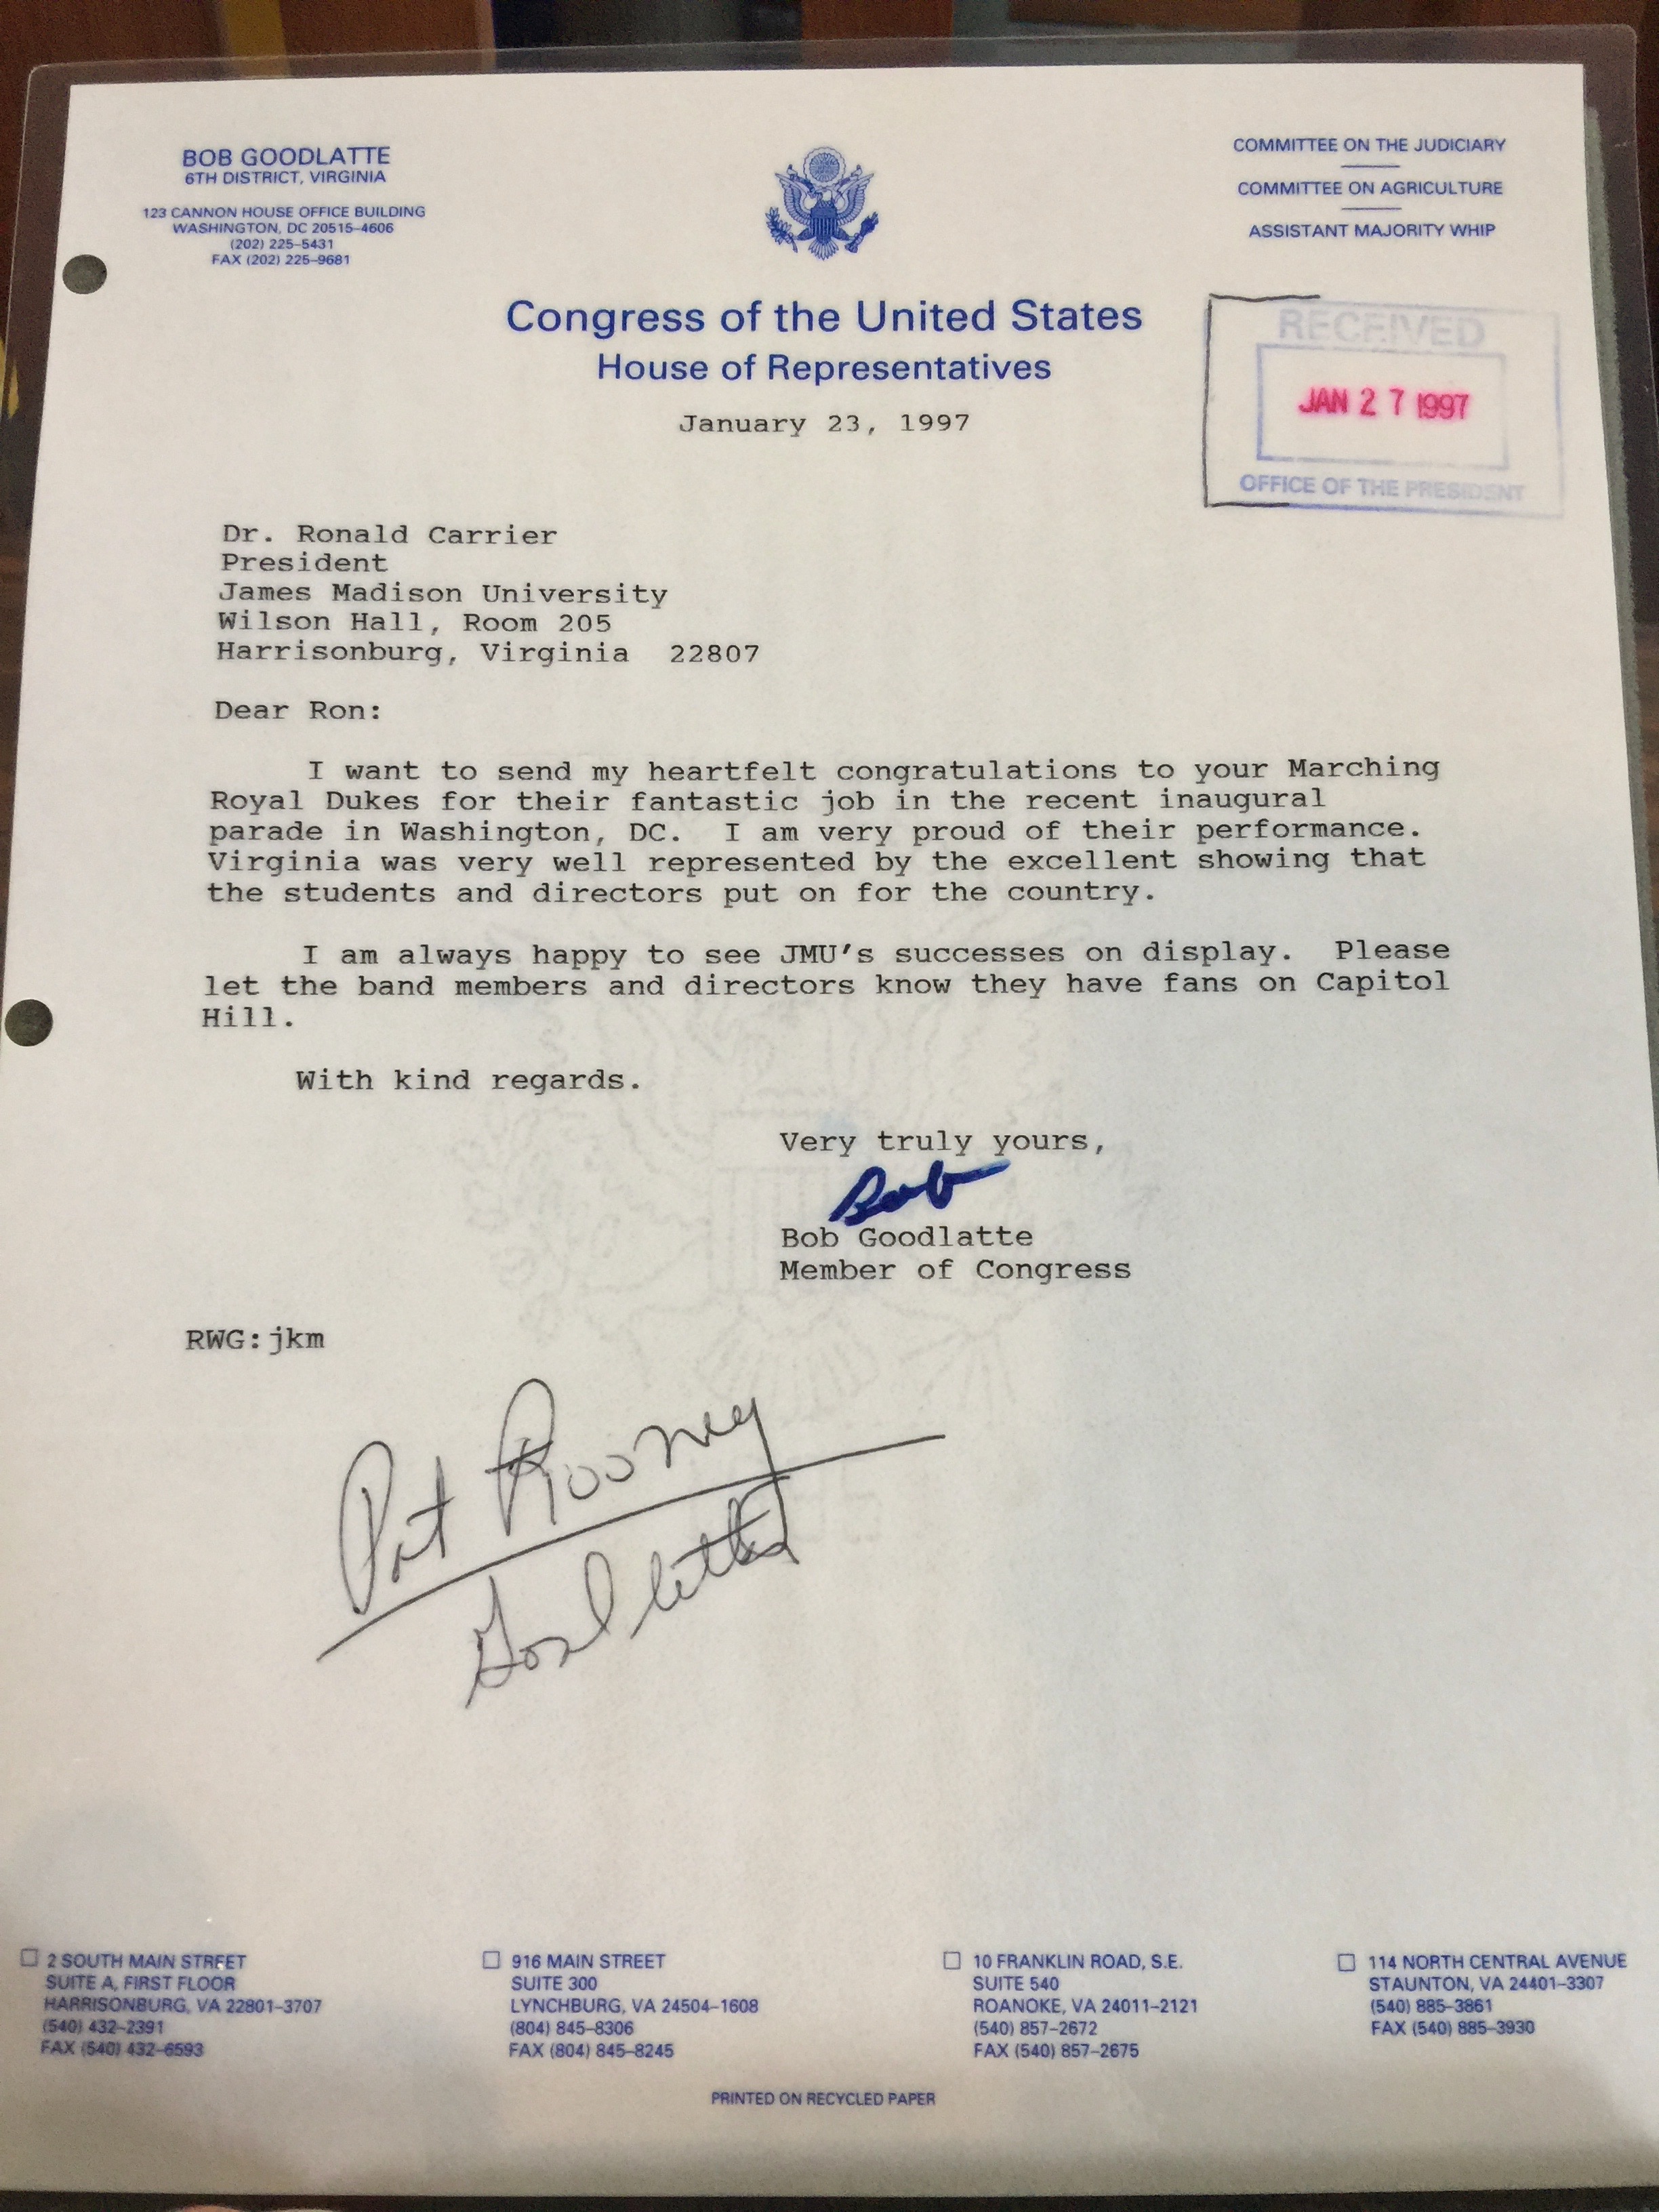 BOB GOODLATTE
6TH DISTRICT, VIRGINIA
123 CANNON HOUSE OFFICE BUILDING
WASHINGTON, DC 20515-4606
(202) 225-5431
FAX (202) 225-9681
COMMITTEE ON THE JUDICIARY
COMMITTEE ON AGRICULTURE
ASSISTANT MAJORITY WHIP
Congress of the United States
House of Representatives
January 23, 1997
RECEIVED
JAN 27 1997
OFFICE OF THE PRESIDENT
Dr. Ronald Carrier
President
James Madison University
Wilson Hall, Room 205
Harrisonburg, Virginia 22807
Dear Ron:
I want to send my heartfelt congratulations to your Marching
Royal Dukes for their fantastic job in the recent inaugural
parade in Washington, DC. I am very proud of their performance.
Virginia was very well represented by the excellent showing that
the students and directors put on for the country.
I am always happy to see JMU's successes on display. Please
let the band members and directors know they have fans on Capitol
Hill.
With kind regards.
Very truly yours,
Bob
Bob Goodlatte
Member of Congress
RWG:jkm
Pat Rooney
2 SOUTH MAIN STREET
SUITE A, FIRST FLOOR
HARRISONBURG, VA 22801-3707
(540) 432-2391
FAX (540) 432-6593
916 MAIN STREET
SUITE 300
LYNCHBURG, VA 24504-1608
(804) 845-8306
FAX (804) 845-8245
10 FRANKLIN ROAD, S.E.
SUITE 540
ROANOKE, VA 24011-2121
(540) 857-2672
FAX (540) 857-2675
114 NORTH CENTRAL AVENUE
STAUNTON, VA 24401-3307
(540) 885-3861
FAX (540) 885-3930
PRINTED ON RECYCLED PAPER